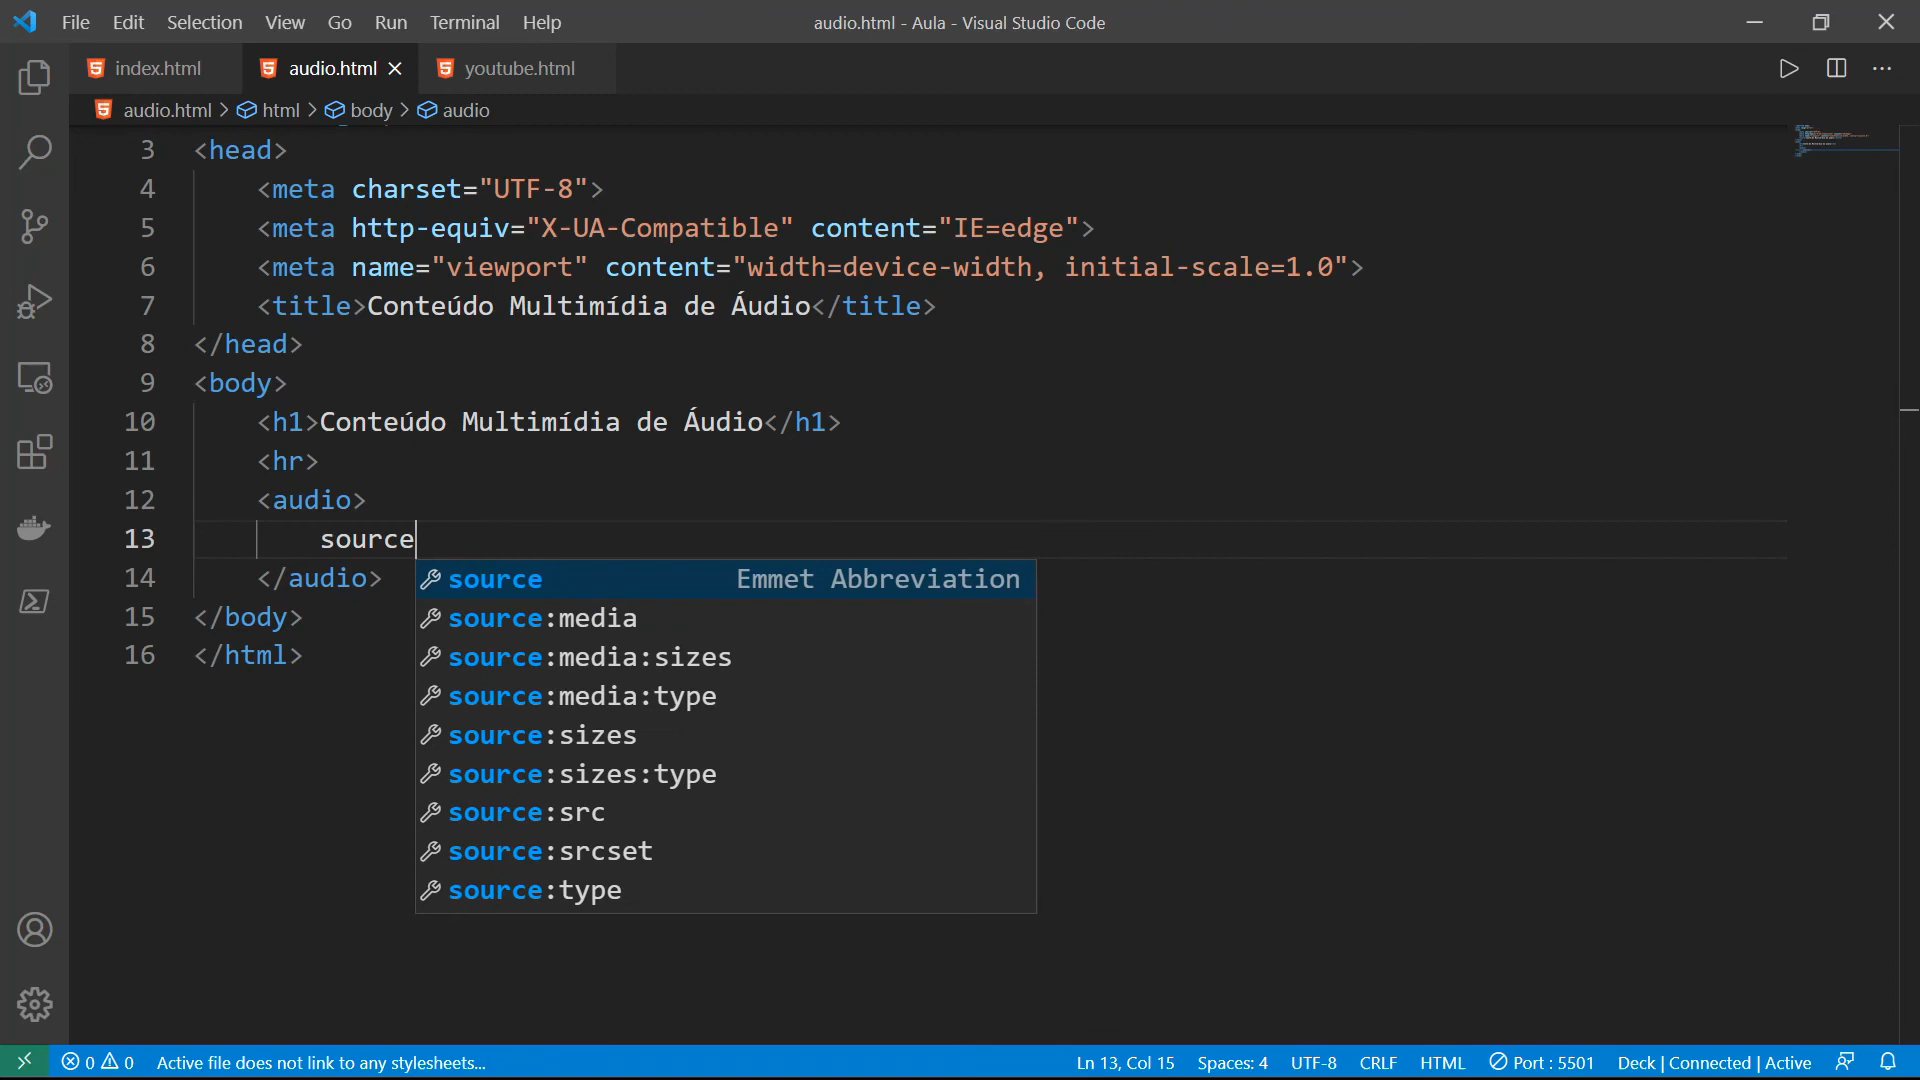 File Edit Selection View Go Run Terminal Help
audio.html - Aula - Visual Studio Code
index.html audio.html youtube.html
audio.html > html > body > audio
3 <head>
4 <meta charset="UTF-8">
5 <meta http-equiv="X-UA-Compatible" content="IE=edge">
6 <meta name="viewport" content="width=device-width, initial-scale=1.0">
7 <title>Conteúdo Multimídia de Áudio</title>
8 </head>
9 <body>
10 <h1>Conteúdo Multimídia de Áudio</h1>
11 <hr>
12 <audio>
13 source
14 </audio>
15 </body>
16 </html>
source Emmet Abbreviation
source:media
source:media:sizes
source:media:type
source:sizes
source:sizes:type
source:src
source:srcset
source:type
0 0 Active file does not link to any stylesheets... Ln 13, Col 15 Spaces: 4 UTF-8 CRLF HTML Port : 5501 Deck | Connected | Active